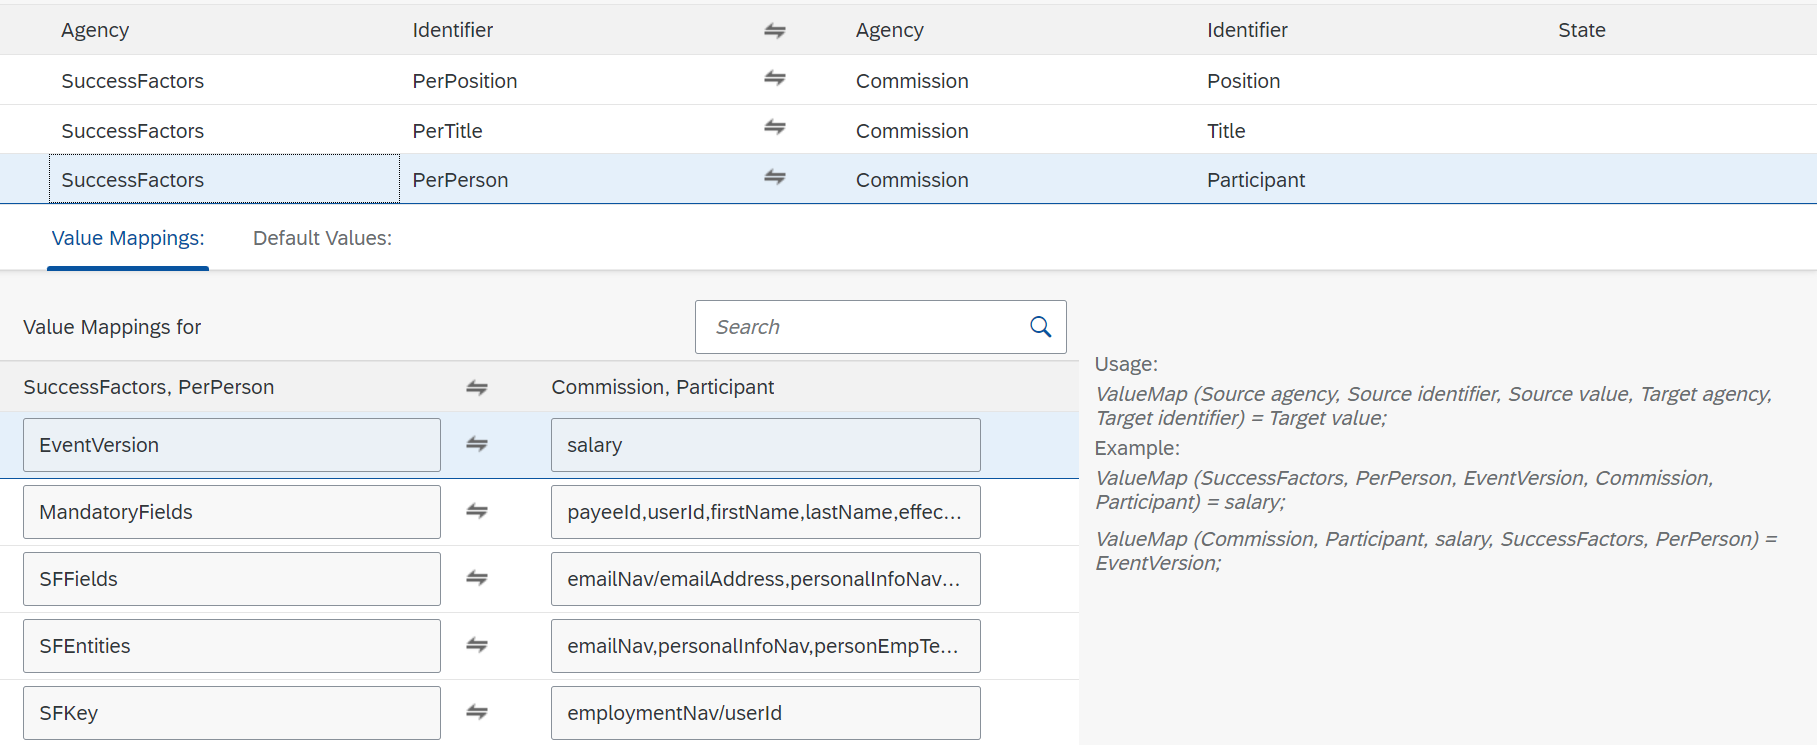 Agency Identifier Agency Identifier State
SuccessFactors PerPosition Commission Position
SuccessFactors PerTitle Commission Title
SuccessFactors PerPerson Commission Participant
Value Mappings: Default Values:
Value Mappings for Search
SuccessFactors, PerPerson Commission, Participant
EventVersion salary
MandatoryFields payeeId,userId,firstName,lastName,effec...
SFFields emailNav/emailAddress,personalInfoNav...
SFEntities emailNav,personalInfoNav,personEmpTe...
SFKey employmentNav/userId
Usage:
ValueMap (Source agency, Source identifier, Source value, Target agency,
Target identifier) = Target value;
Example:
ValueMap (SuccessFactors, PerPerson, EventVersion, Commission,
Participant) = salary;
ValueMap (Commission, Participant, salary, SuccessFactors, PerPerson) =
EventVersion;